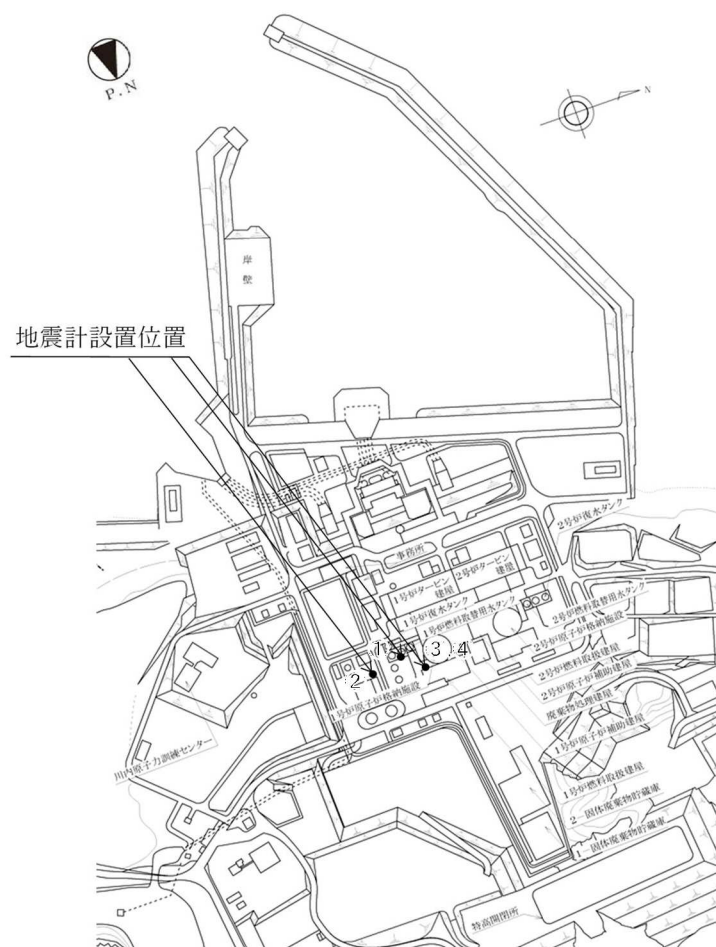 P.N
N
岸壁
地震計設置位置
2号炉復水タンク
事務所
1号炉タービン建屋
2号炉タービン建屋
1号炉復水タンク
1号炉燃料取替用水タンク
2号炉燃料取替用水タンク
2号炉原子炉格納施設
1
3
4
2
2号炉燃料取扱建屋
2号炉原子炉補助建屋
1号炉原子炉格納施設
廃棄物処理建屋
1号炉原子炉補助建屋
川内原子力訓練センター
1号炉燃料取扱建屋
2-固体廃棄物貯蔵庫
1-固体廃棄物貯蔵庫
特高開閉所